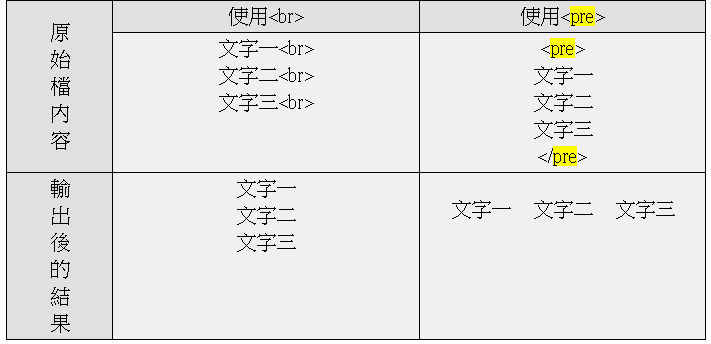 原始檔內容
使用<br>
使用<pre>
文字一<br>
文字二<br>
文字三<br>
<pre>
文字一
文字二
文字三
</pre>
輸出後的結果
文字一
文字二
文字三
文字一 文字二 文字三